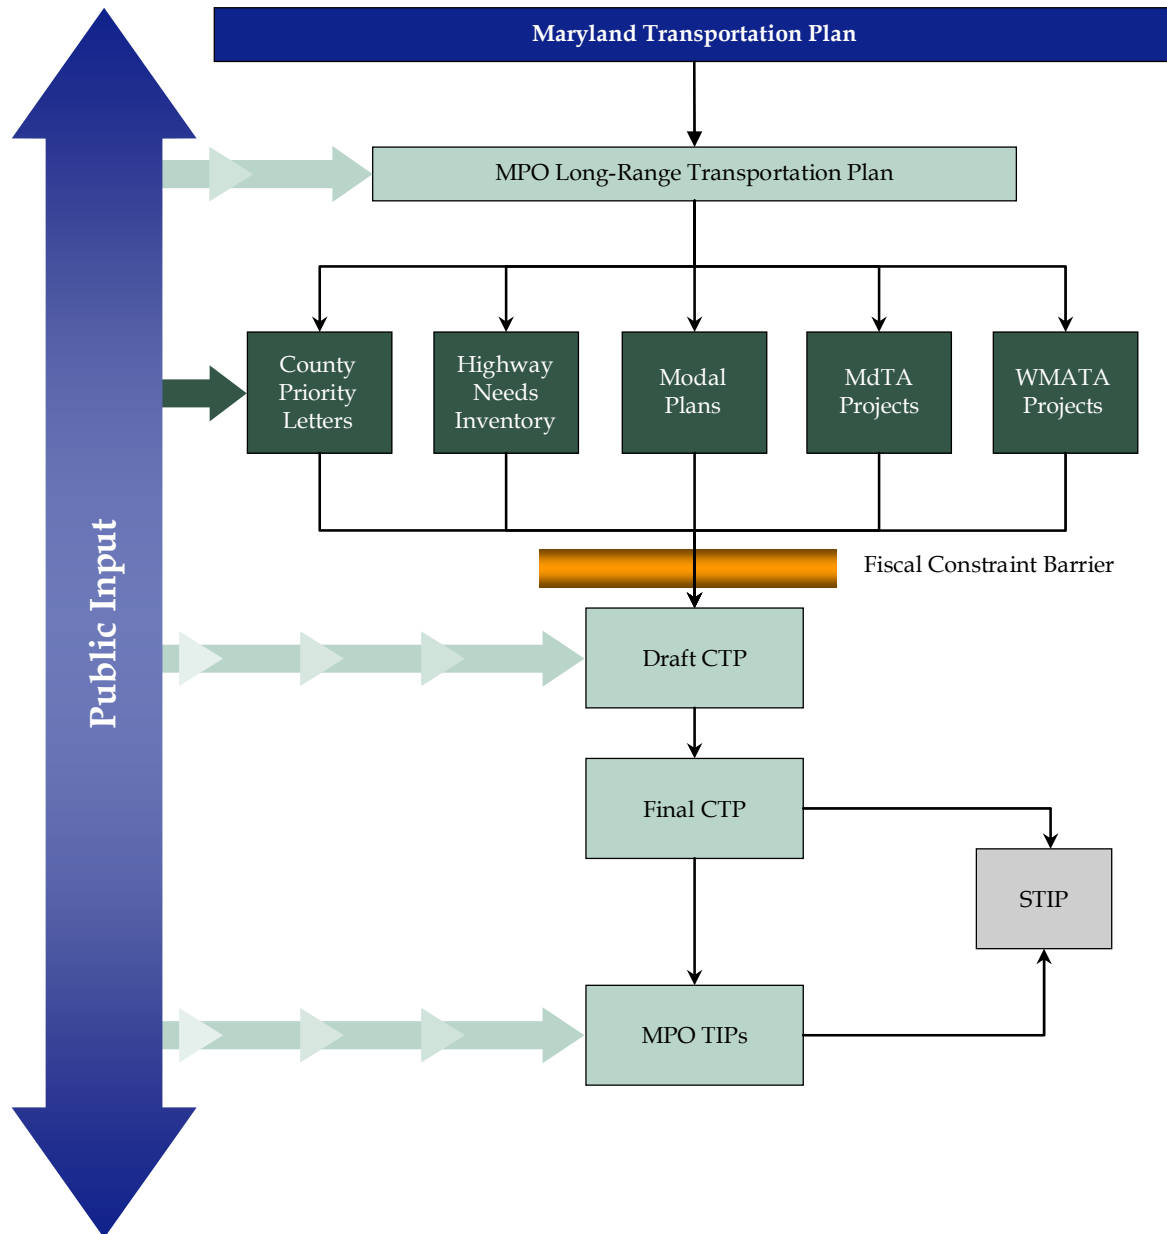 Maryland Transportation Plan
MPO Long-Range Transportation Plan
County
Priority
Letters
Highway
Needs
Inventory
Modal
Plans
MdTA
Projects
WMATA
Projects
Fiscal Constraint Barrier
Public Input
Draft CTP
Final CTP
STIP
MPO TIPs